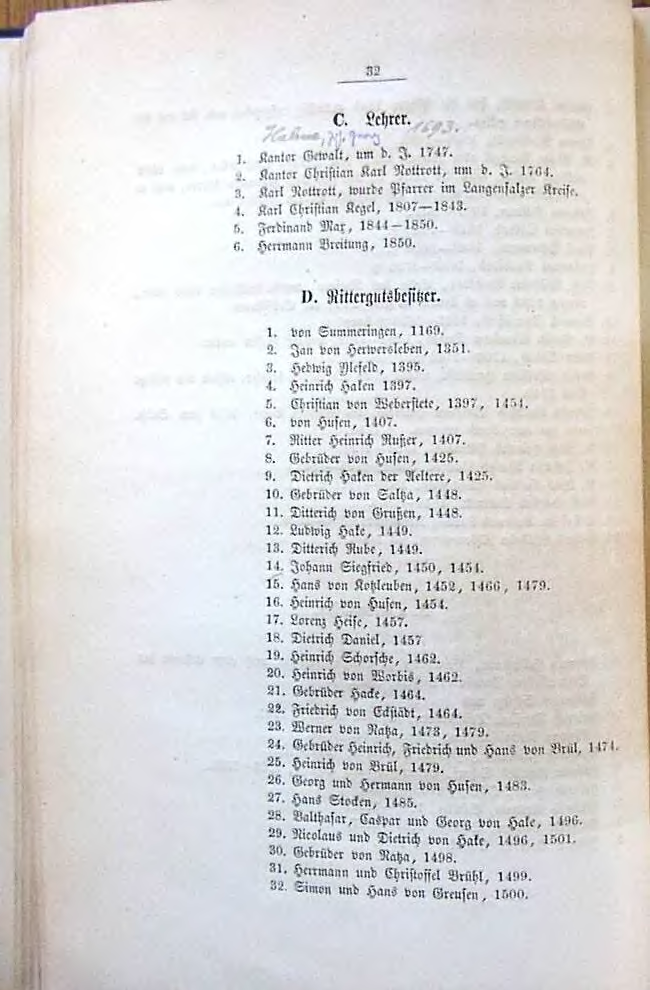 32
C. Lehrer.
1693.
1. Kantor Gewalt, um d. J. 1747.
2. Kantor Christian Karl Nottrott, um d. J. 1764.
3. Karl Nottrott, wurde Pfarrer im Langensalzer Kreise.
4. Karl Christian Kegel, 1807—1843.
5. Ferdinand Max, 1844—1850.
6. Herrmann Breitung, 1850.
D. Rittergutsbesitzer.
1. von Summeringen, 1169.
2. Jan von Herwersleben, 1351.
3. Hedwig Ylefeld, 1395.
4. Heinrich Haken 1397.
5. Christian von Weberstete, 1397, 1454.
6. von Husen, 1407.
7. Ritter Heinrich Rußer, 1407.
8. Gebrüder von Husen, 1425.
9. Dietrich Haken der Aeltere, 1425.
10. Gebrüder von Saltza, 1448.
11. Ditterich von Grußen, 1448.
12. Ludwig Hake, 1449.
13. Ditterich Rube, 1449.
14. Johann Siegfried, 1450, 1454.
15. Hans von Kotzleuben, 1452, 1466, 1479.
16. Heinrich von Husen, 1454.
17. Lorenz Heise, 1457.
18. Dietrich Daniel, 1457
19. Heinrich Schorsche, 1462.
20. Heinrich von Worbis, 1462.
21. Gebrüder Hacke, 1464.
22. Friedrich von Eckstädt, 1464.
23. Werner von Natza, 1473, 1479.
24. Gebrüder Heinrich, Friedrich und Hans von Brül, 1474.
25. Heinrich von Brül, 1479.
26. Georg und Hermann von Husen, 1483.
27. Hans Stocken, 1485.
28. Balthasar, Caspar und Georg von Hake, 1496.
29. Nicolaus und Dietrich von Hake, 1496, 1501.
30. Gebrüder von Natza, 1498.
31. Herrmann und Christoffel Brühl, 1499.
32. Simon und Hans von Greusen, 1500.